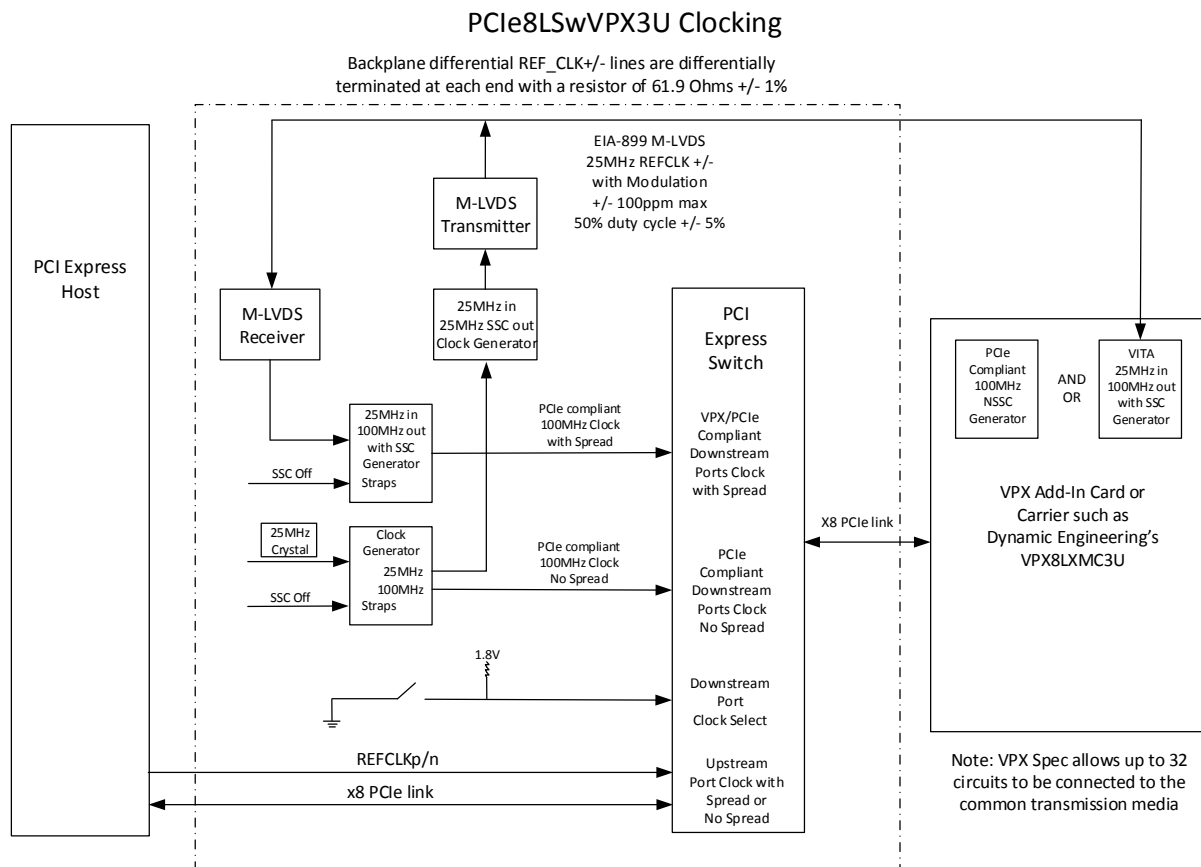 PCIe8LSwVPX3U Clocking
Backplane differential REF_CLK+/- lines are differentially
terminated at each end with a resistor of 61.9 Ohms +/- 1%
PCI Express
Host
M-LVDS
Receiver
M-LVDS
Transmitter
EIA-899 M-LVDS
25MHz REFCLK +/-
with Modulation
+/- 100ppm max
50% duty cycle +/- 5%
25MHz in
25MHz SSC out
Clock Generator
25MHz in
100MHz out
with SSC
Generator
Straps
SSC Off
PCIe compliant
100MHz Clock
with Spread
25MHz
Crystal
Clock
Generator
25MHz
100MHz
Straps
SSC Off
PCIe compliant
100MHz Clock
No Spread
1.8V
REFCLKp/n
x8 PCIe link
PCI
Express
Switch
VPX/PCIe
Compliant
Downstream
Ports Clock
with Spread
PCIe
Compliant
Downstream
Ports Clock
No Spread
Downstream
Port
Clock Select
Upstream
Port Clock with
Spread or
No Spread
X8 PCIe link
PCIe
Compliant
100MHz
NSSC
Generator
AND
OR
VITA
25MHz in
100MHz out
with SSC
Generator
VPX Add-In Card or
Carrier such as
Dynamic Engineering's
VPX8LXMC3U
Note: VPX Spec allows up to 32
circuits to be connected to the
common transmission media